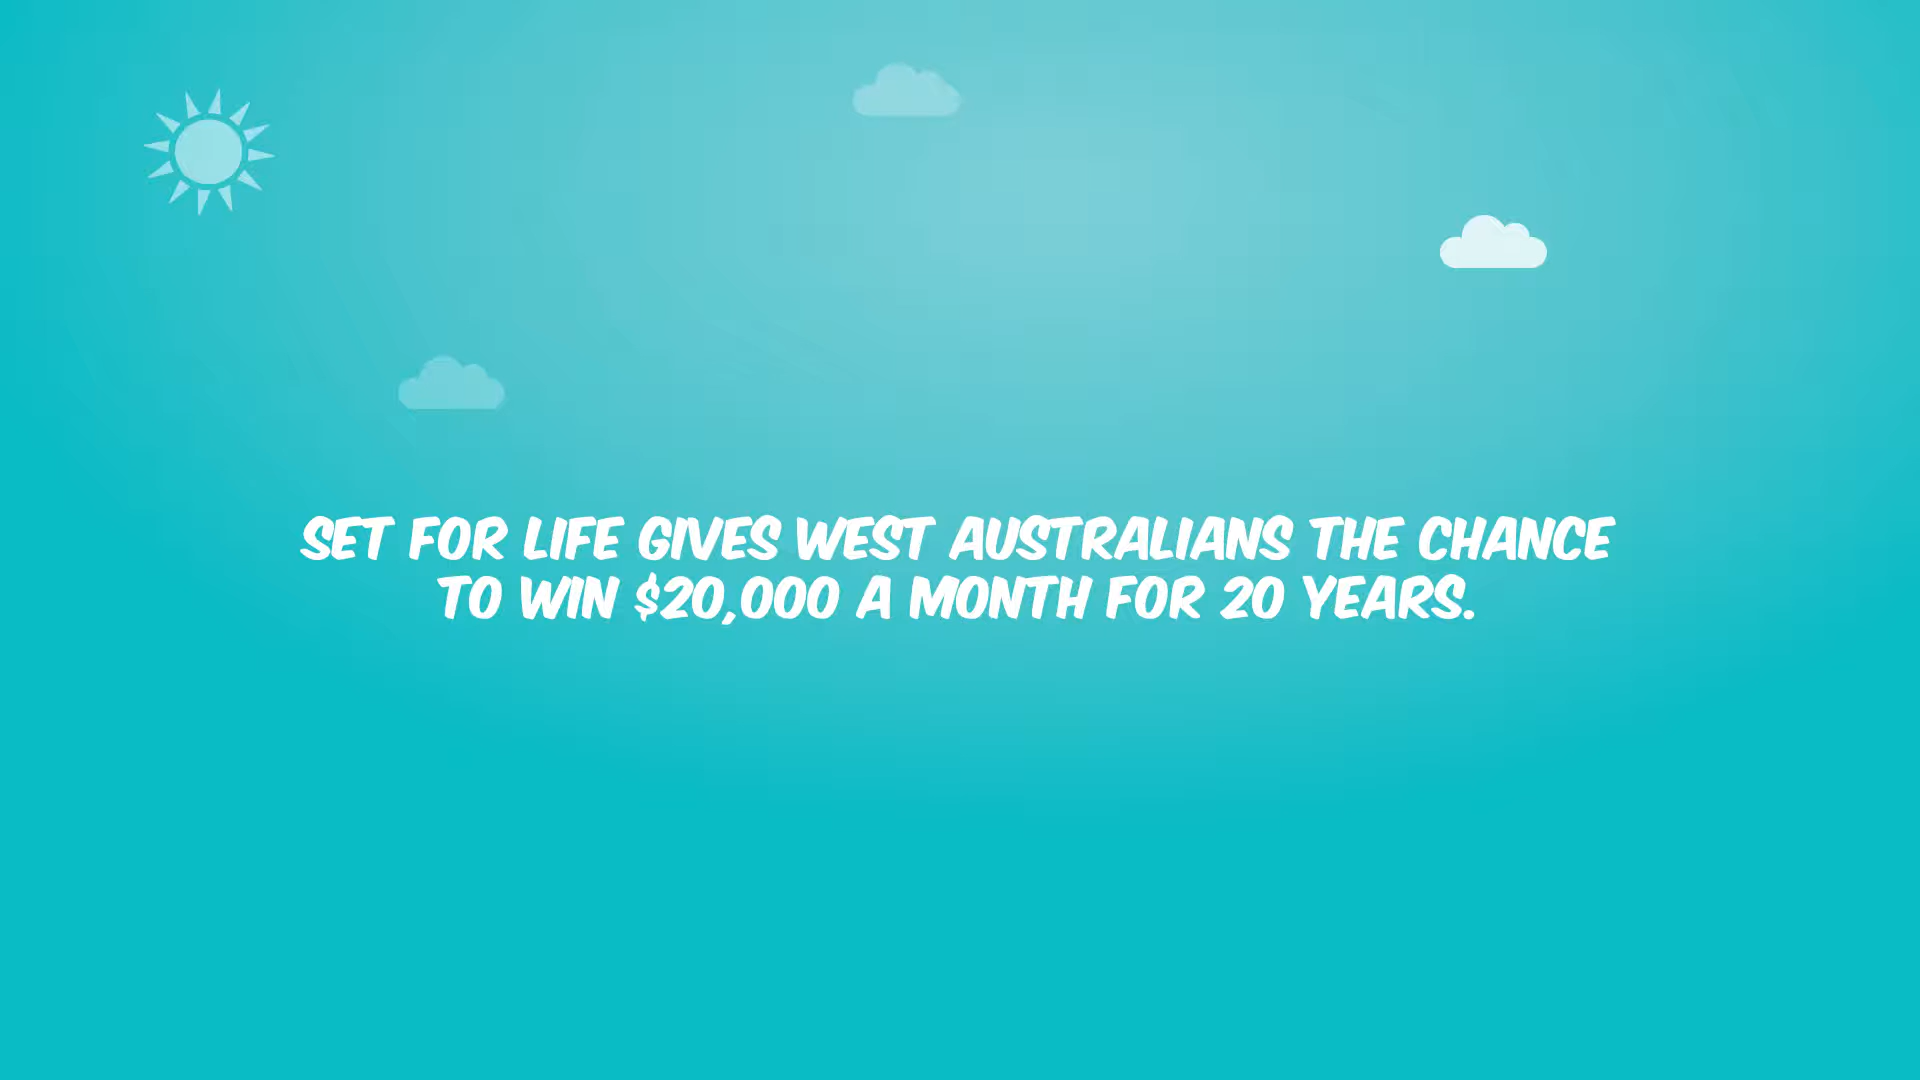 SET FOR LIFE GIVES WEST AUSTRALIANS THE CHANCE
TO WIN $20,000 A MONTH FOR 20 YEARS.